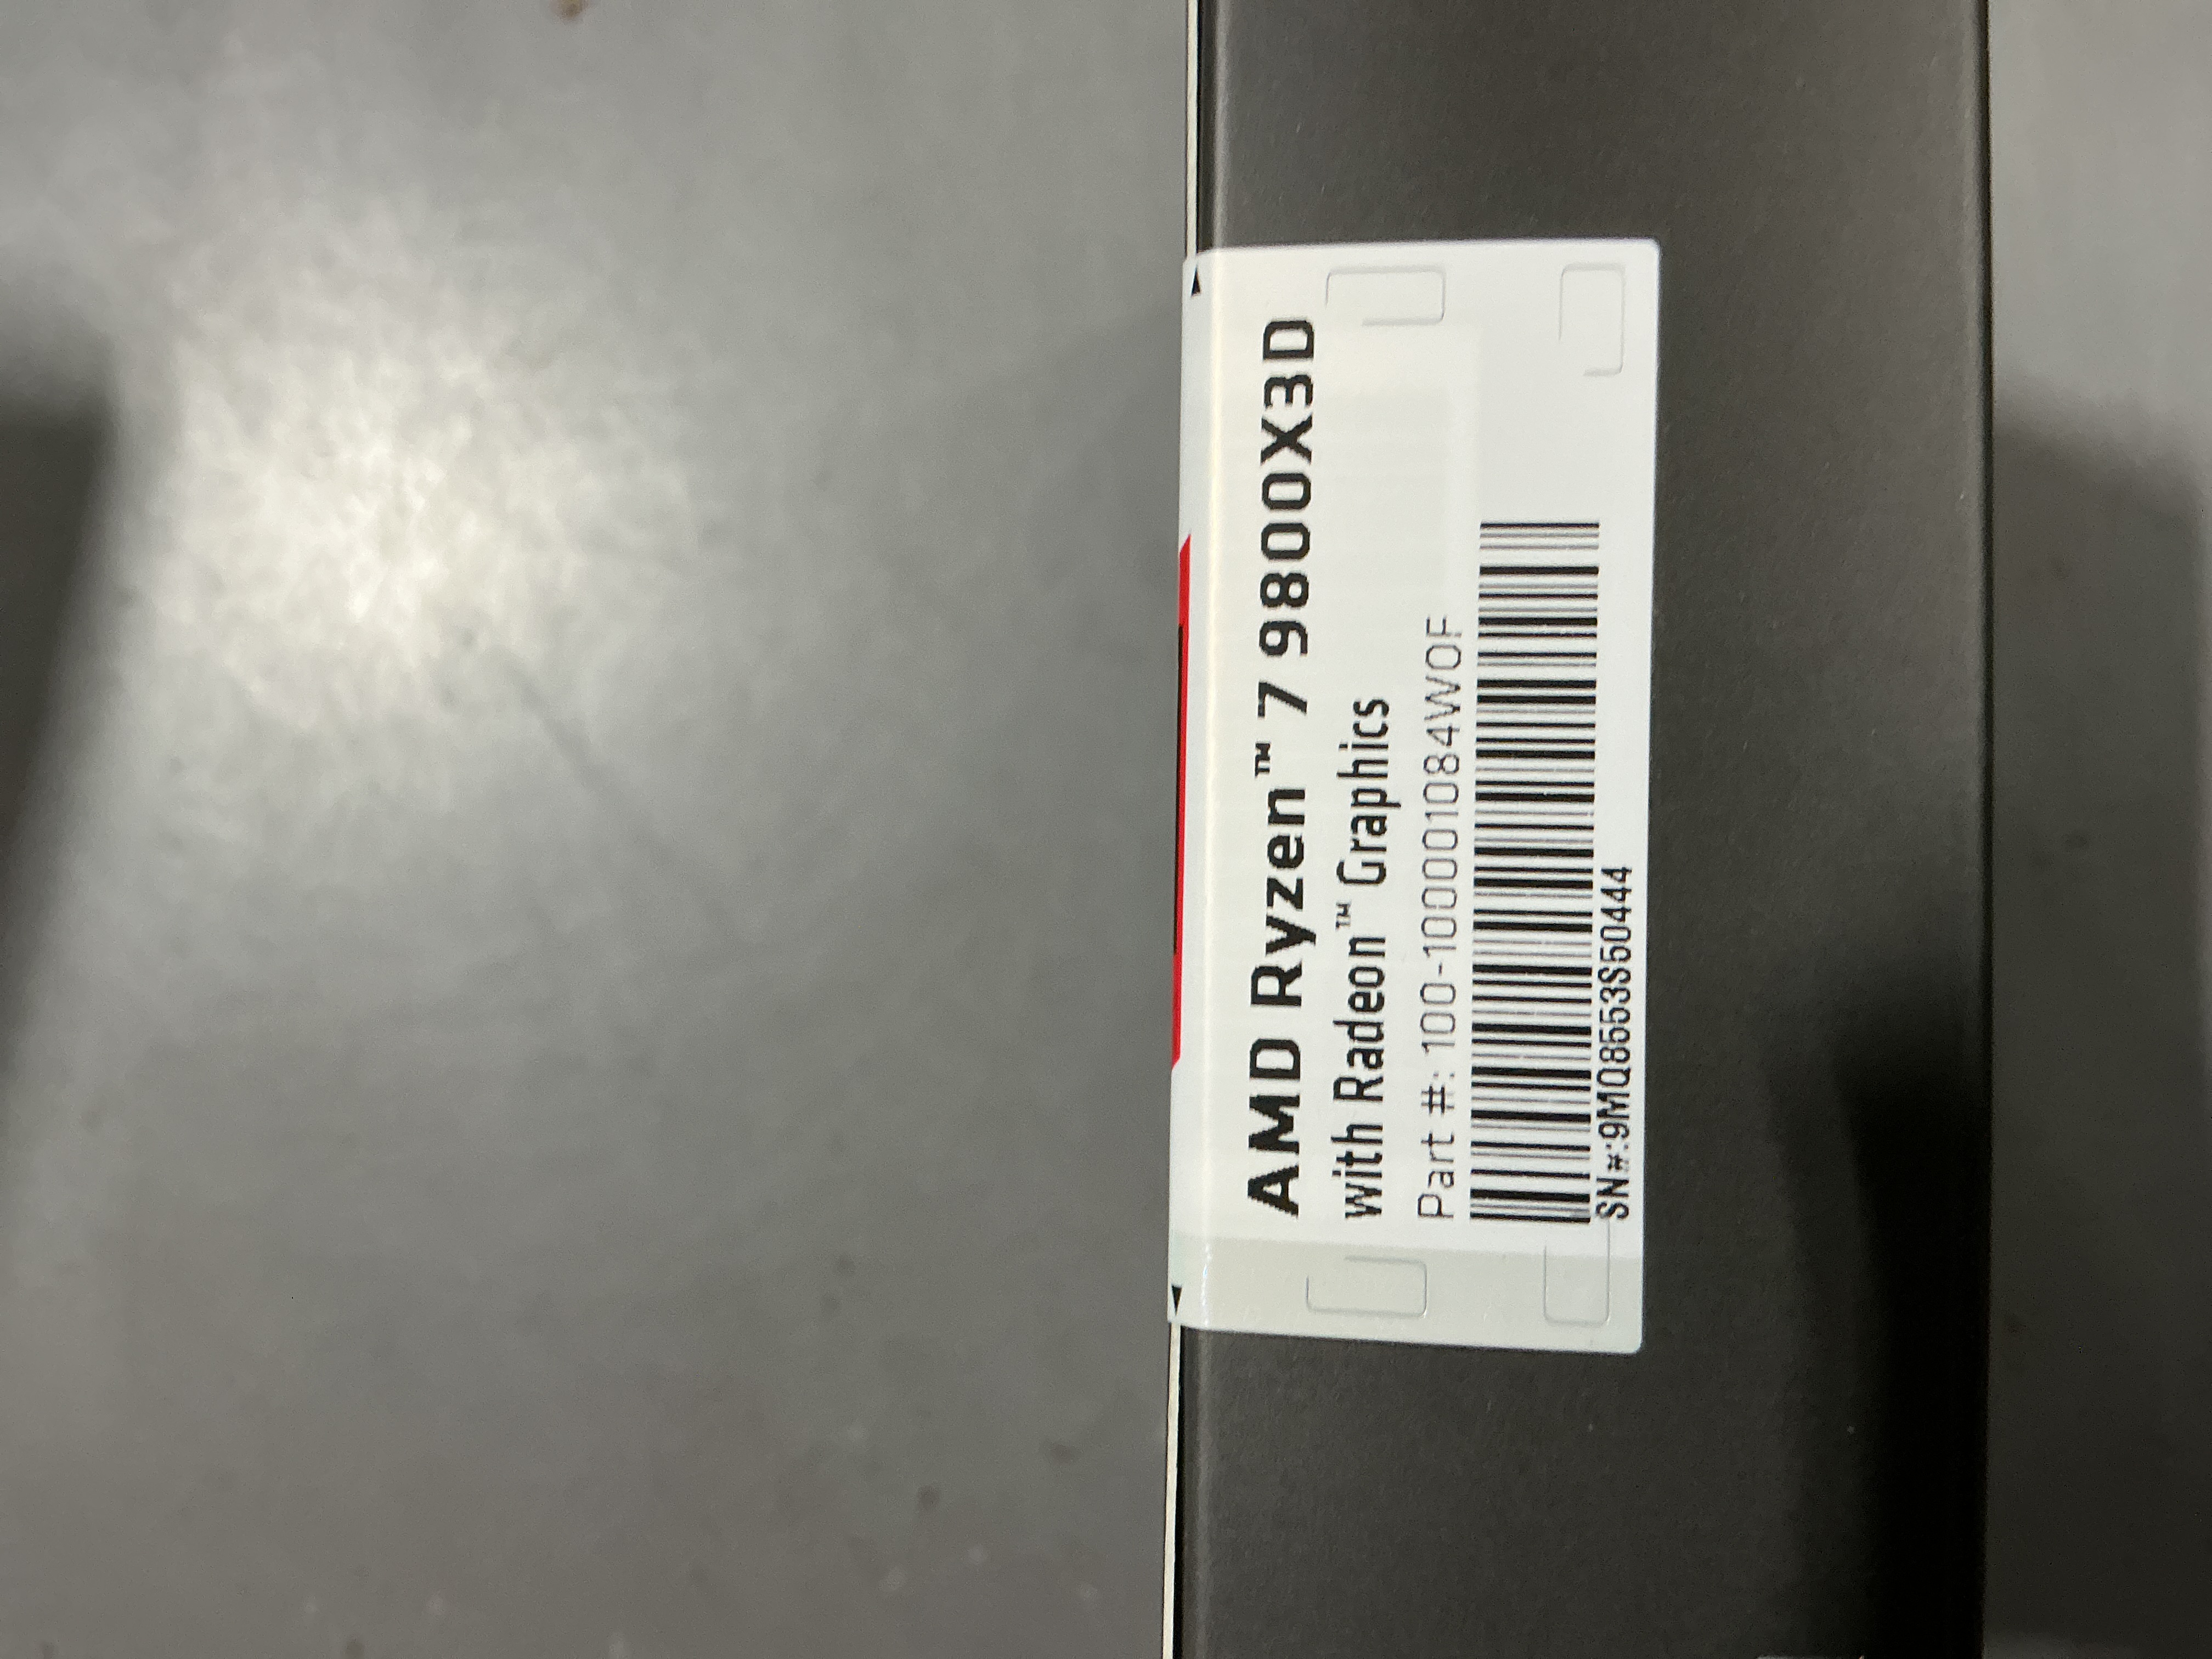 AMD Ryzen™ 7 9800X3D
with Radeon™ Graphics
Part #: 100-100001084WOF
SN#:9MQ8553S50444